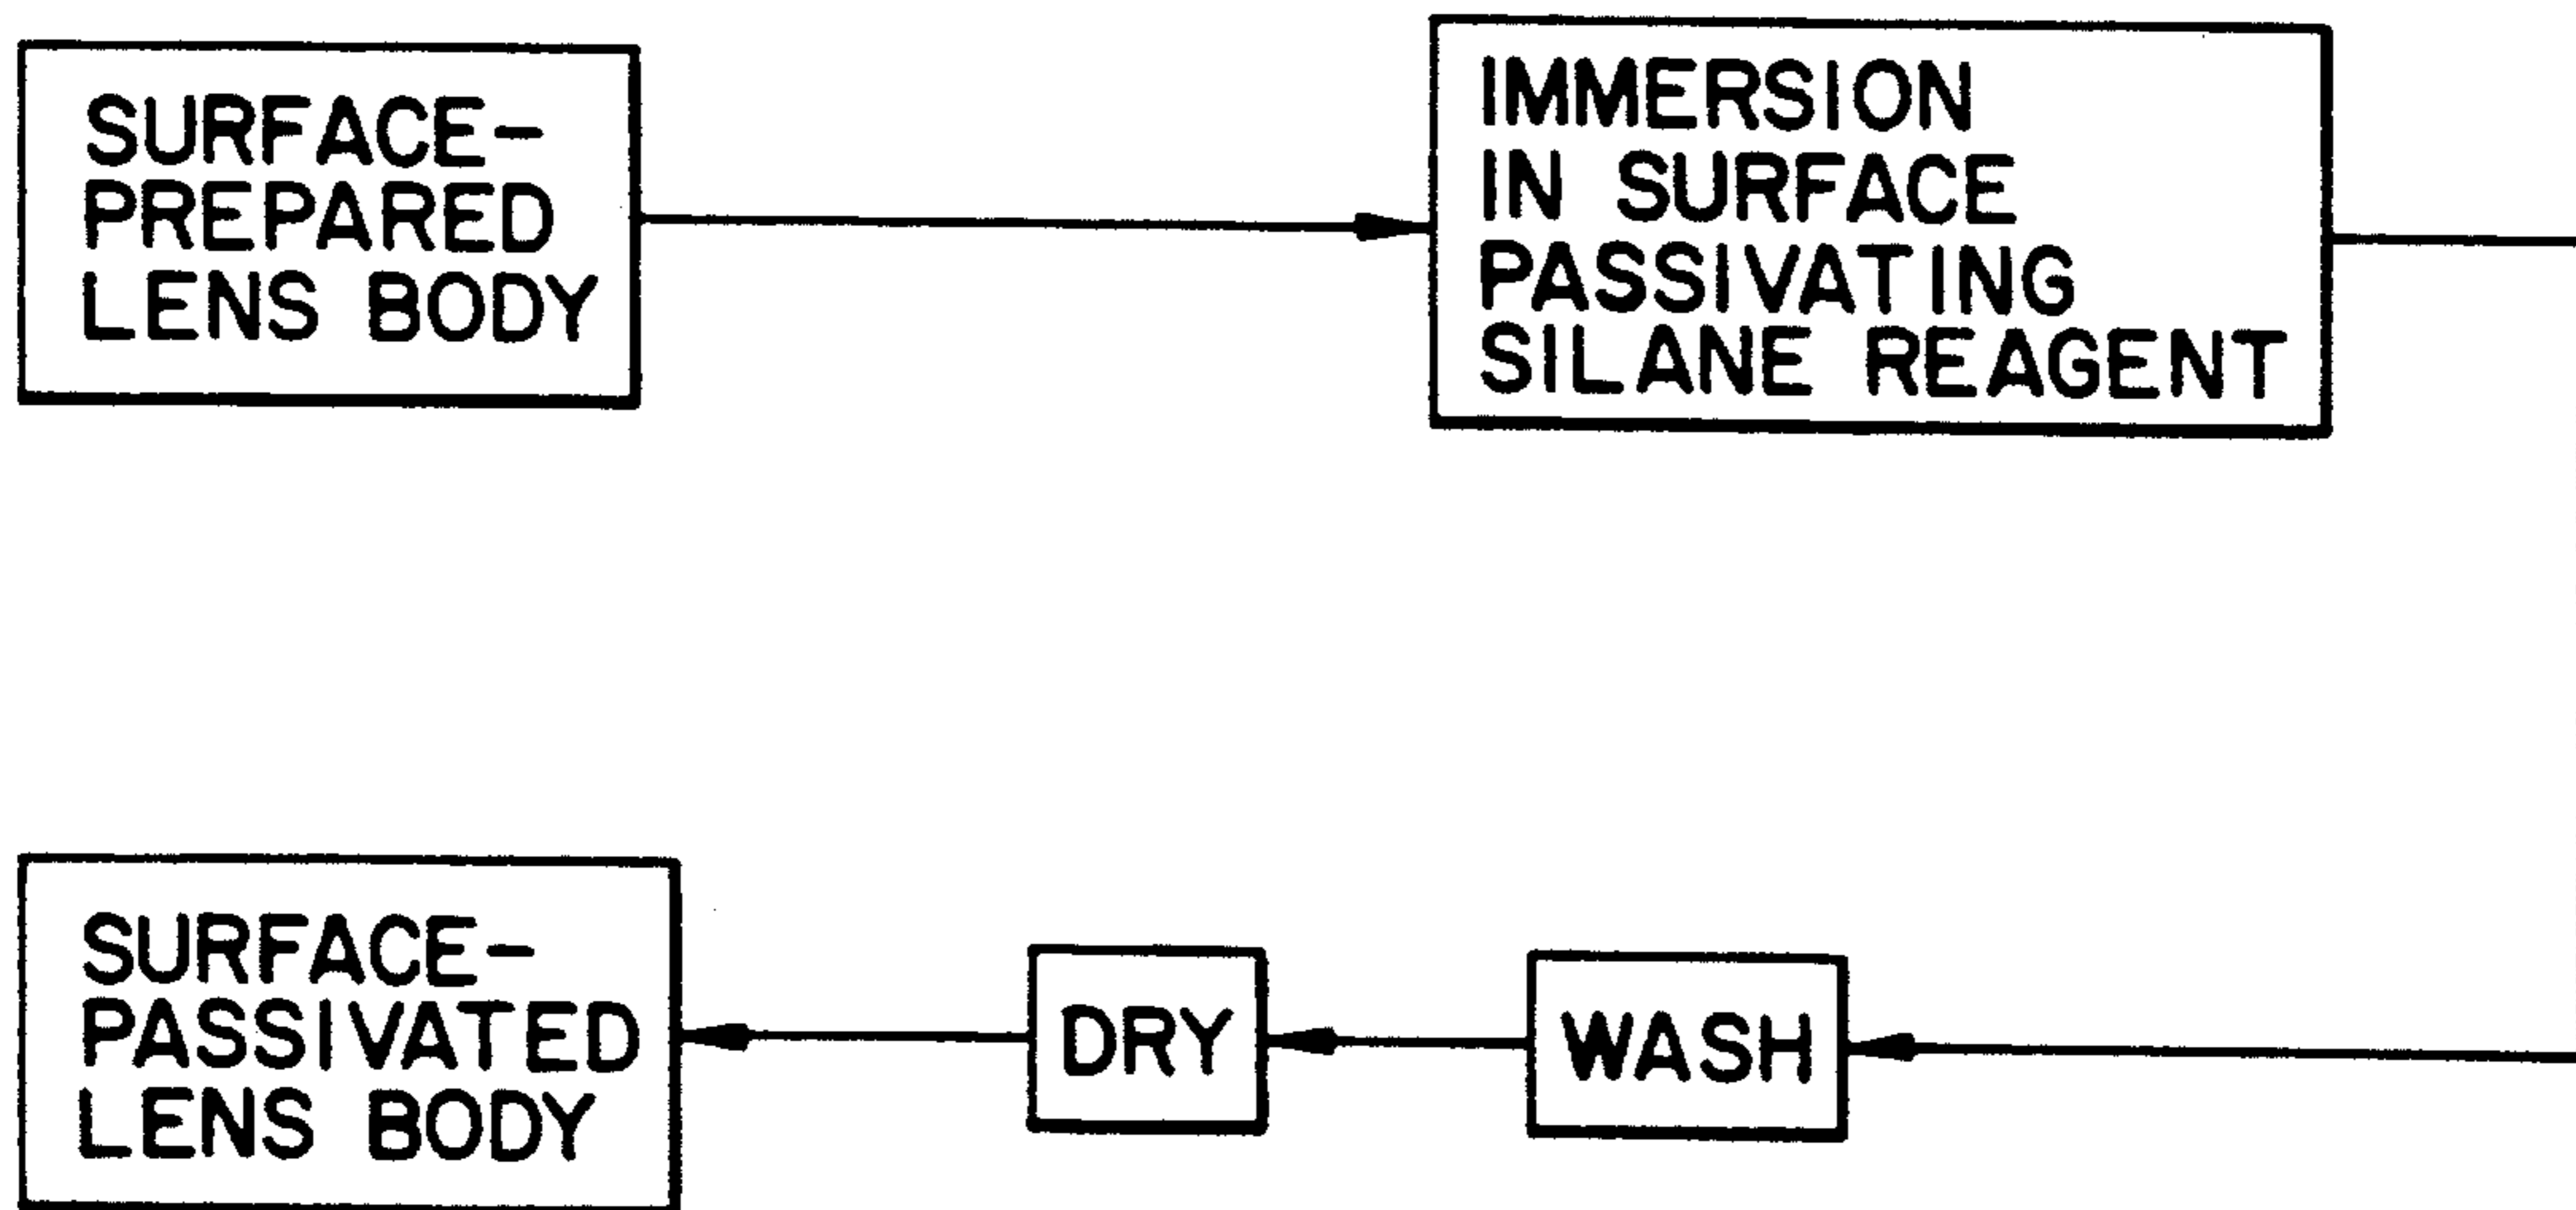 SURFACE-
PREPARED
LENS BODY
IMMERSION
IN SURFACE
PASSIVATING
SILANE REAGENT
WASH
DRY
SURFACE-
PASSIVATED
LENS BODY